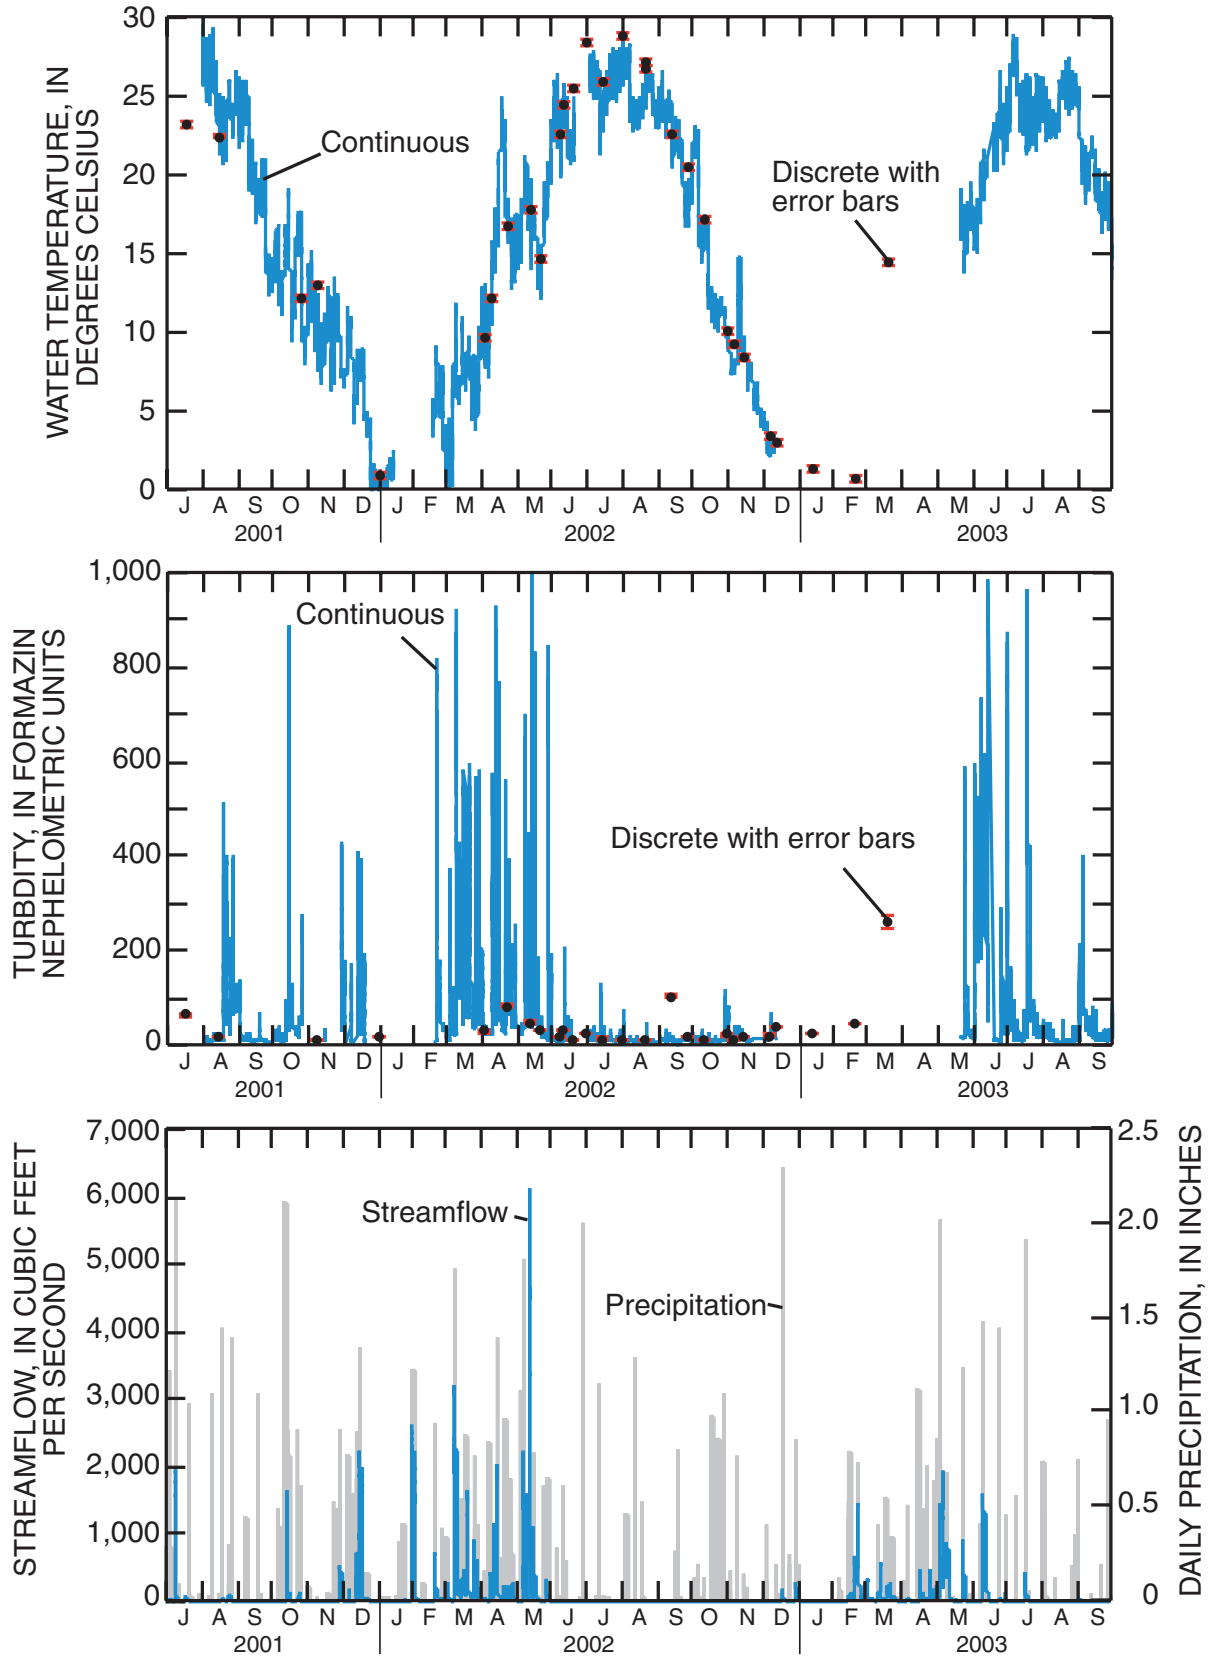 WATER TEMPERATURE, IN
DEGREES CELSIUS
30
25
20
15
10
5
0
Continuous
Discrete with
error bars
J A S O N D J F M A M J J A S O N D J F M A M J J A S
2001 2002 2003
TURBDITY, IN FORMAZIN
NEPHELOMETRIC UNITS
1,000
800
600
400
200
0
Continuous
Discrete with error bars
J A S O N D J F M A M J J A S O N D J F M A M J J A S
2001 2002 2003
STREAMFLOW, IN CUBIC FEET
PER SECOND
7,000
6,000
5,000
4,000
3,000
2,000
1,000
0
Streamflow
Precipitation
2.5
2.0
1.5
1.0
0.5
0
DAILY PRECIPITATION, IN INCHES
J A S O N D J F M A M J J A S O N D J F M A M J J A S
2001 2002 2003